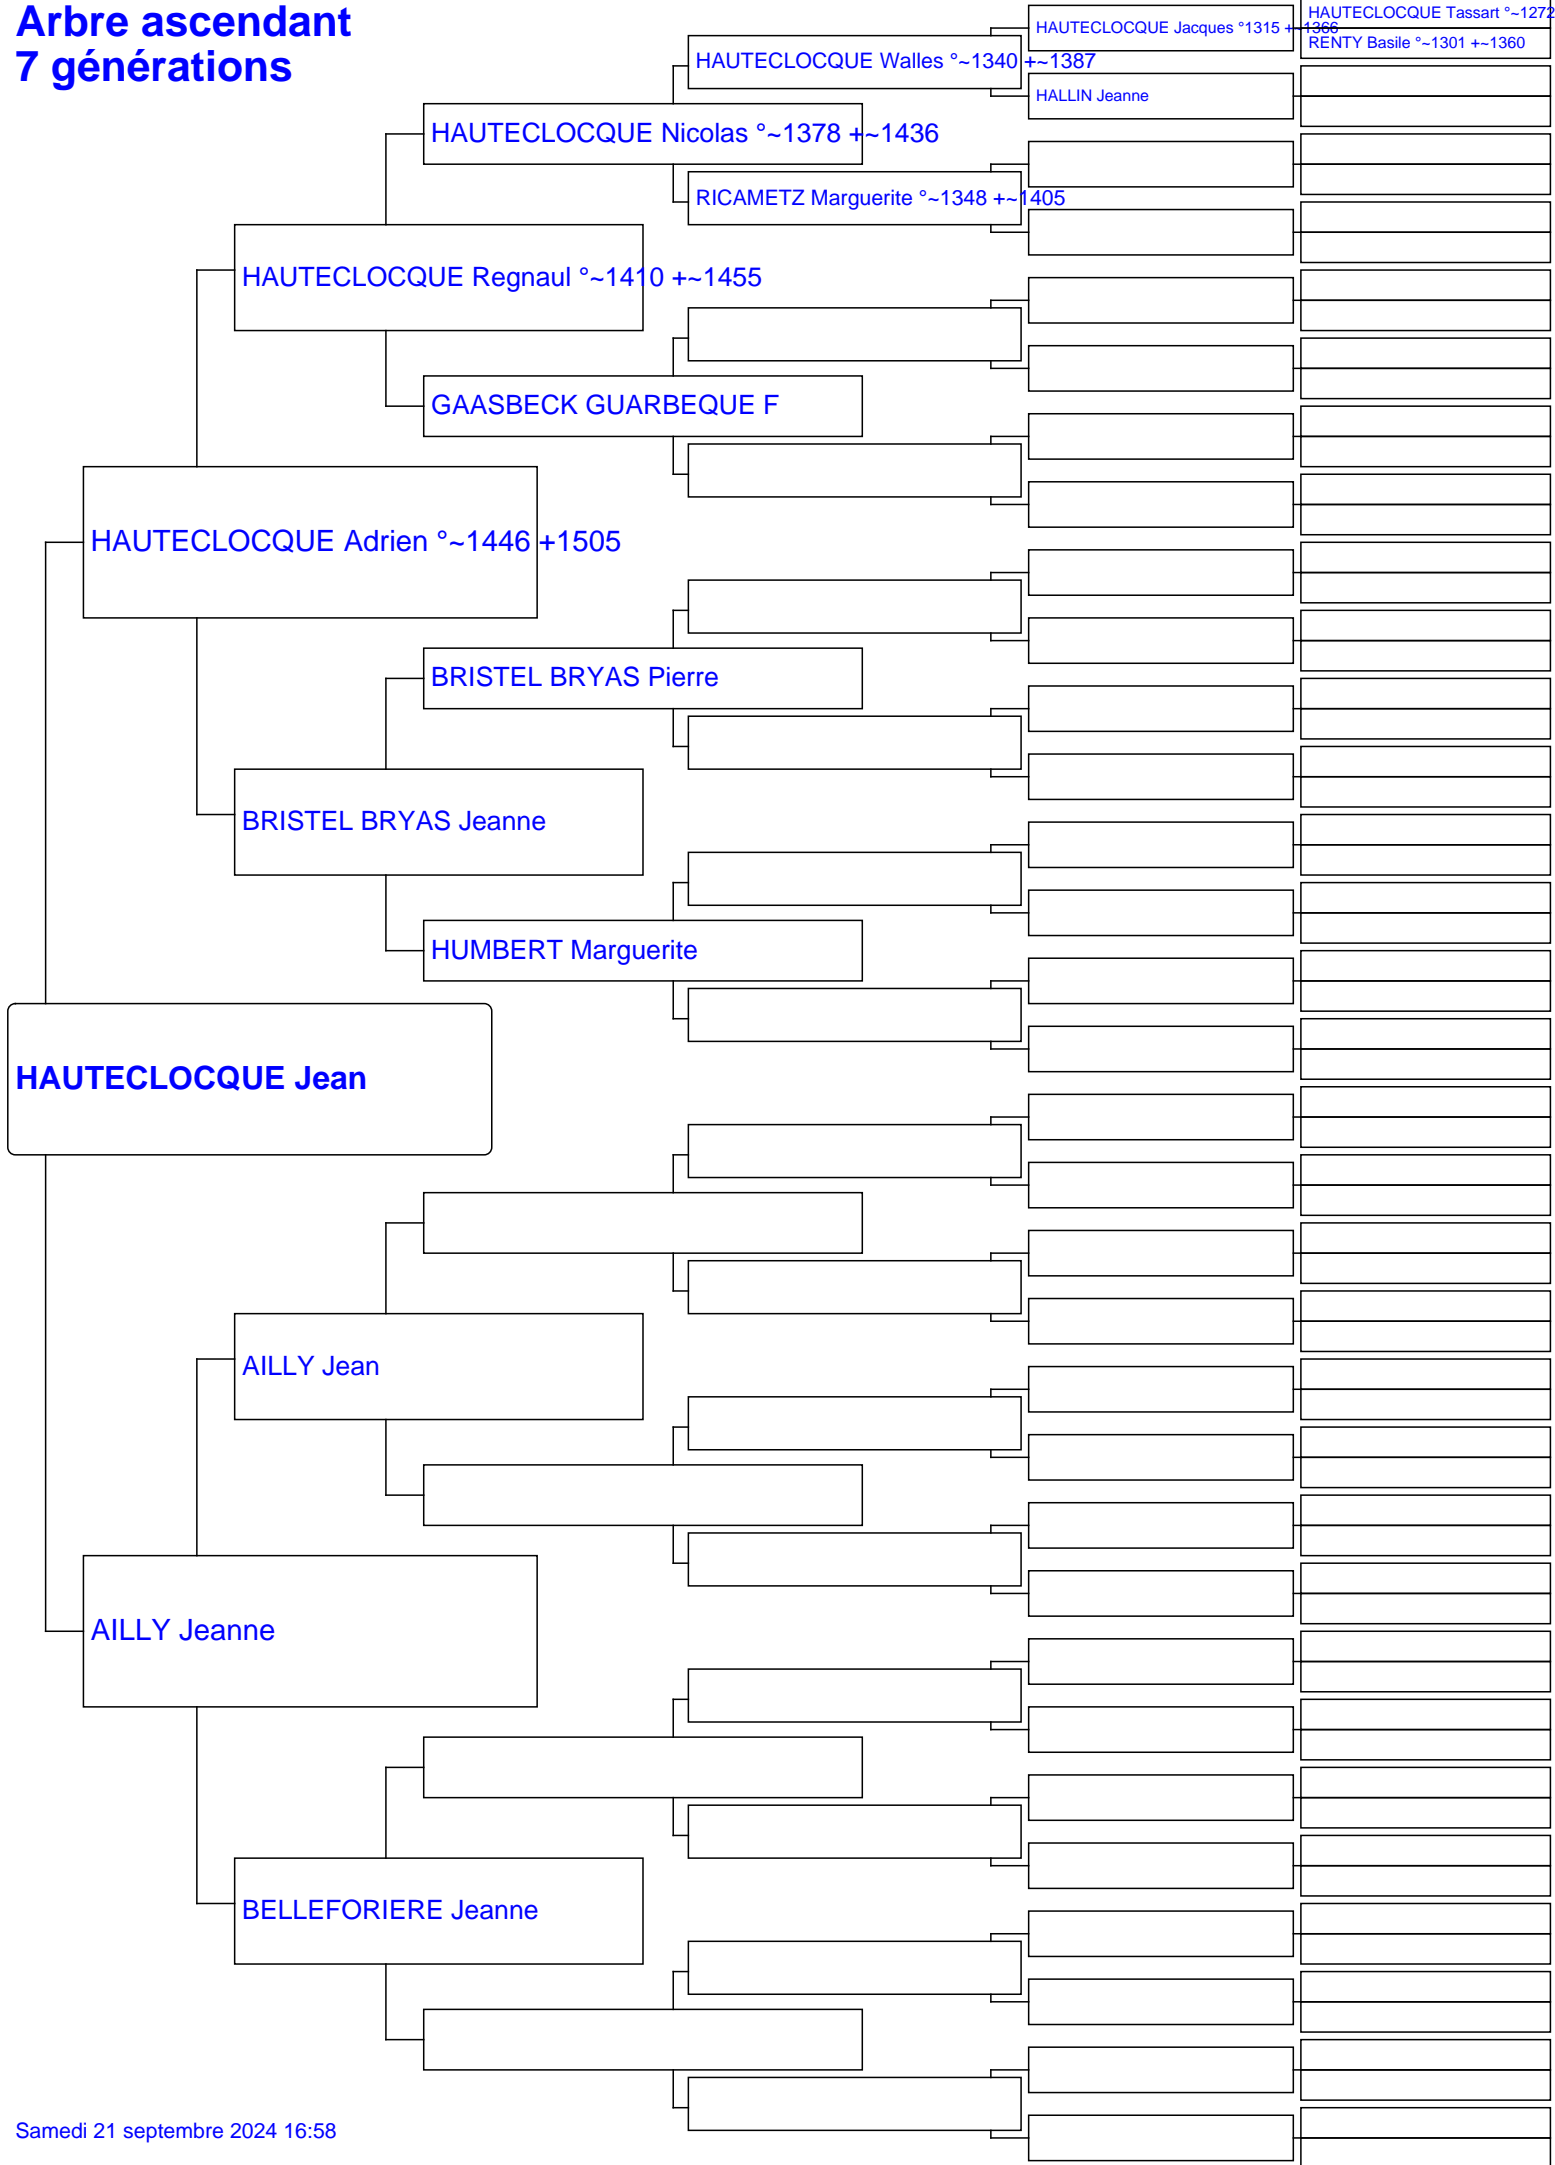 Arbre ascendant
7 générations
HAUTECLOCQUE Tassart °~1272
HAUTECLOCQUE Jacques °1315 +~1366
RENTY Basile °~1301 +~1360
HAUTECLOCQUE Walles °~1340 +~1387
HALLIN Jeanne
HAUTECLOCQUE Nicolas °~1378 +~1436
RICAMETZ Marguerite °~1348 +~1405
HAUTECLOCQUE Regnaul °~1410 +~1455
GAASBECK GUARBEQUE F
HAUTECLOCQUE Adrien °~1446 +1505
BRISTEL BRYAS Pierre
BRISTEL BRYAS Jeanne
HUMBERT Marguerite
HAUTECLOCQUE Jean
AILLY Jean
AILLY Jeanne
BELLEFORIERE Jeanne
Samedi 21 septembre 2024 16:58